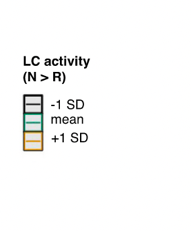 LC activity
(N > R)
-1 SD
mean
+1 SD